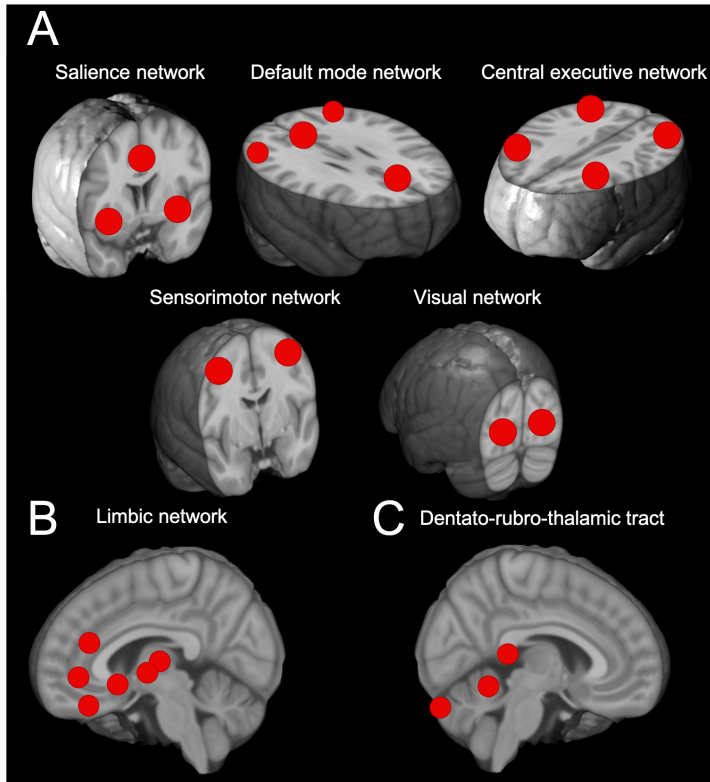 A
Salience network
Default mode network
Central executive network
Sensorimotor network
Visual network
B
Limbic network
C
Dentato-rubro-thalamic tract